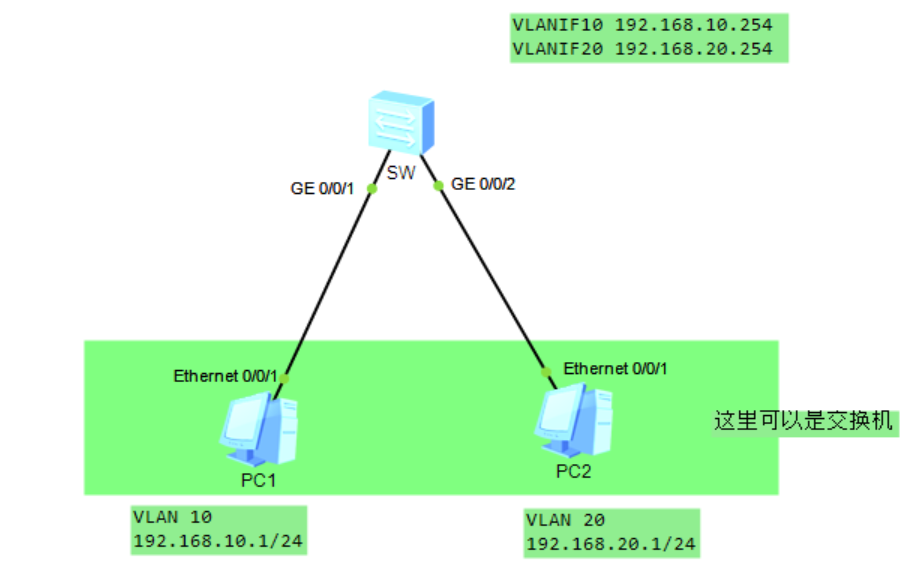 VLANIF10 192.168.10.254
VLANIF20 192.168.20.254
SW
GE 0/0/1
GE 0/0/2
Ethernet 0/0/1
Ethernet 0/0/1
这里可以是交换机
PC1
PC2
VLAN 10
192.168.10.1/24
VLAN 20
192.168.20.1/24